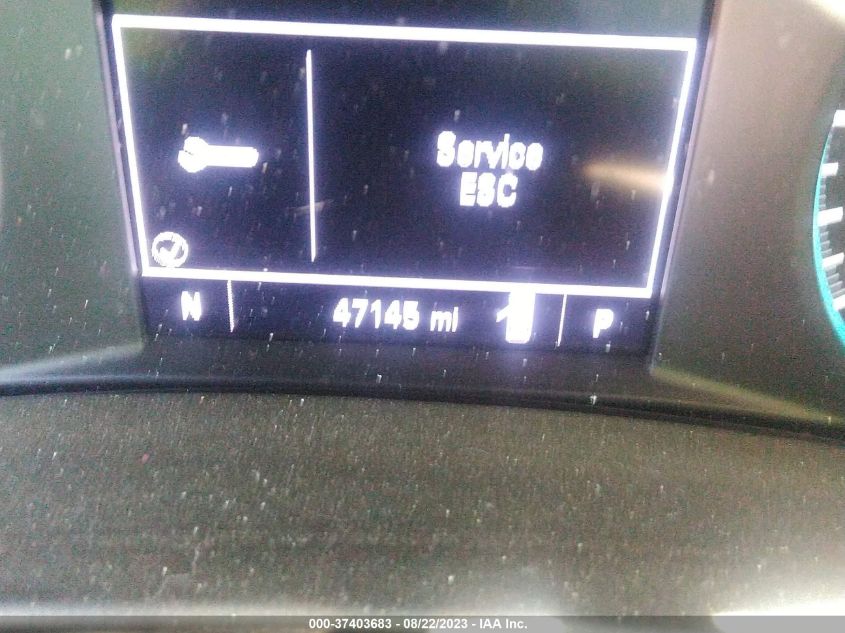 Service
ESC
N 47145 mi P
000-37403683 - 08/22/2023 - IAA Inc.